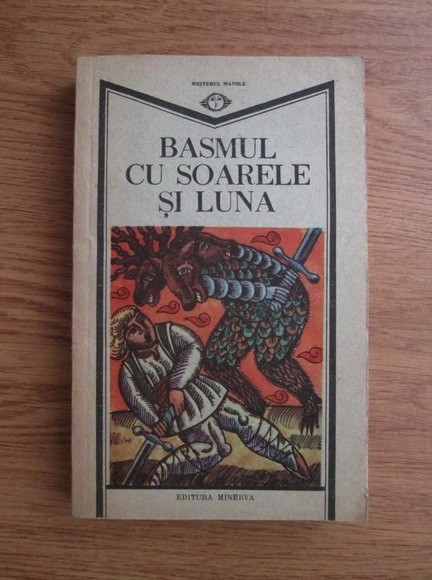 MEȘTERUL MANOLE
BASMUL
CU SOARELE
ȘI LUNA
EDITURA MINERVA